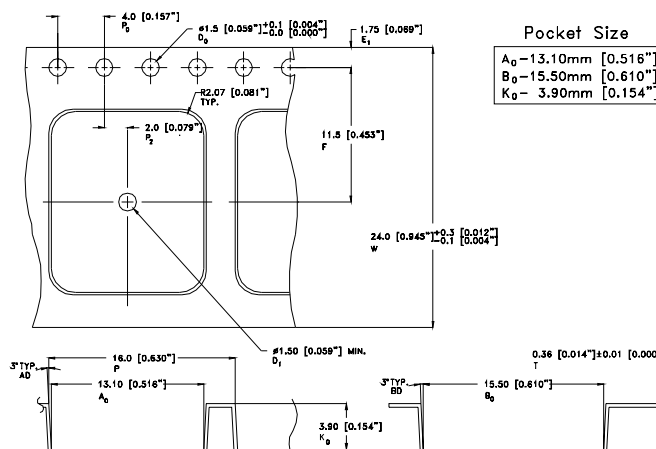 4.0 [0.157"]
P₀
ø1.5 [0.059"]+0.1 [0.004"]
-0.0 [0.000"]
D₀
1.75 [0.069"]
E₁
Pocket Size
A₀-13.10mm [0.516"]
B₀-15.50mm [0.610"]
K₀- 3.90mm [0.154"]
R2.07 [0.081"]
TYP.
2.0 [0.079"]
P₂
11.5 [0.453"]
F
24.0 [0.945"]+0.3 [0.012"]
-0.1 [0.004"]
W
ø1.50 [0.059"] MIN.
D₁
16.0 [0.630"]
P
3° TYP.
AD
13.10 [0.516"]
A₀
3.90 [0.154"]
K₀
3° TYP.
BD
15.50 [0.610"]
B₀
0.36 [0.014"]±0.01 [0.000
T